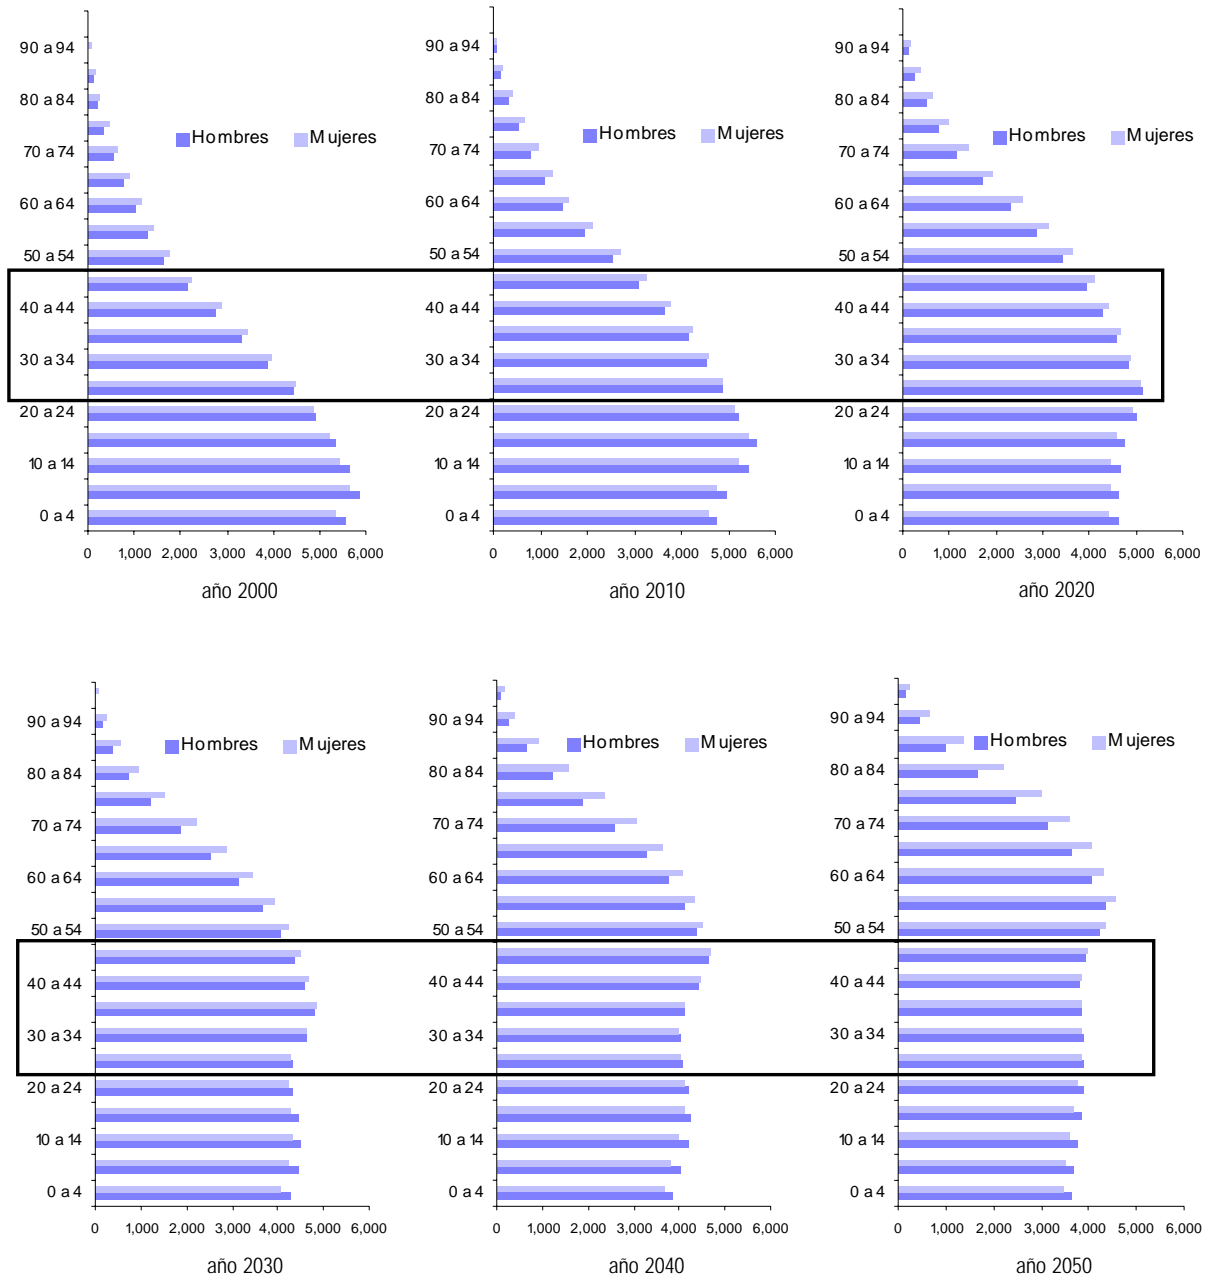 90 a 94
80 a 84
Hombres Mujeres
70 a 74
60 a 64
50 a 54
40 a 44
30 a 34
20 a 24
10 a 14
0 a 4
0 1,000 2,000 3,000 4,000 5,000 6,000
año 2000
90 a 94
80 a 84
Hombres Mujeres
70 a 74
60 a 64
50 a 54
40 a 44
30 a 34
20 a 24
10 a 14
0 a 4
0 1,000 2,000 3,000 4,000 5,000 6,000
año 2010
90 a 94
80 a 84
Hombres Mujeres
70 a 74
60 a 64
50 a 54
40 a 44
30 a 34
20 a 24
10 a 14
0 a 4
0 1,000 2,000 3,000 4,000 5,000 6,000
año 2020
90 a 94
Hombres Mujeres
80 a 84
70 a 74
60 a 64
50 a 54
40 a 44
30 a 34
20 a 24
10 a 14
0 a 4
0 1,000 2,000 3,000 4,000 5,000 6,000
año 2030
90 a 94
Hombres Mujeres
80 a 84
70 a 74
60 a 64
50 a 54
40 a 44
30 a 34
20 a 24
10 a 14
0 a 4
0 1,000 2,000 3,000 4,000 5,000 6,000
año 2040
90 a 94
Hombres Mujeres
80 a 84
70 a 74
60 a 64
50 a 54
40 a 44
30 a 34
20 a 24
10 a 14
0 a 4
0 1,000 2,000 3,000 4,000 5,000 6,000
año 2050